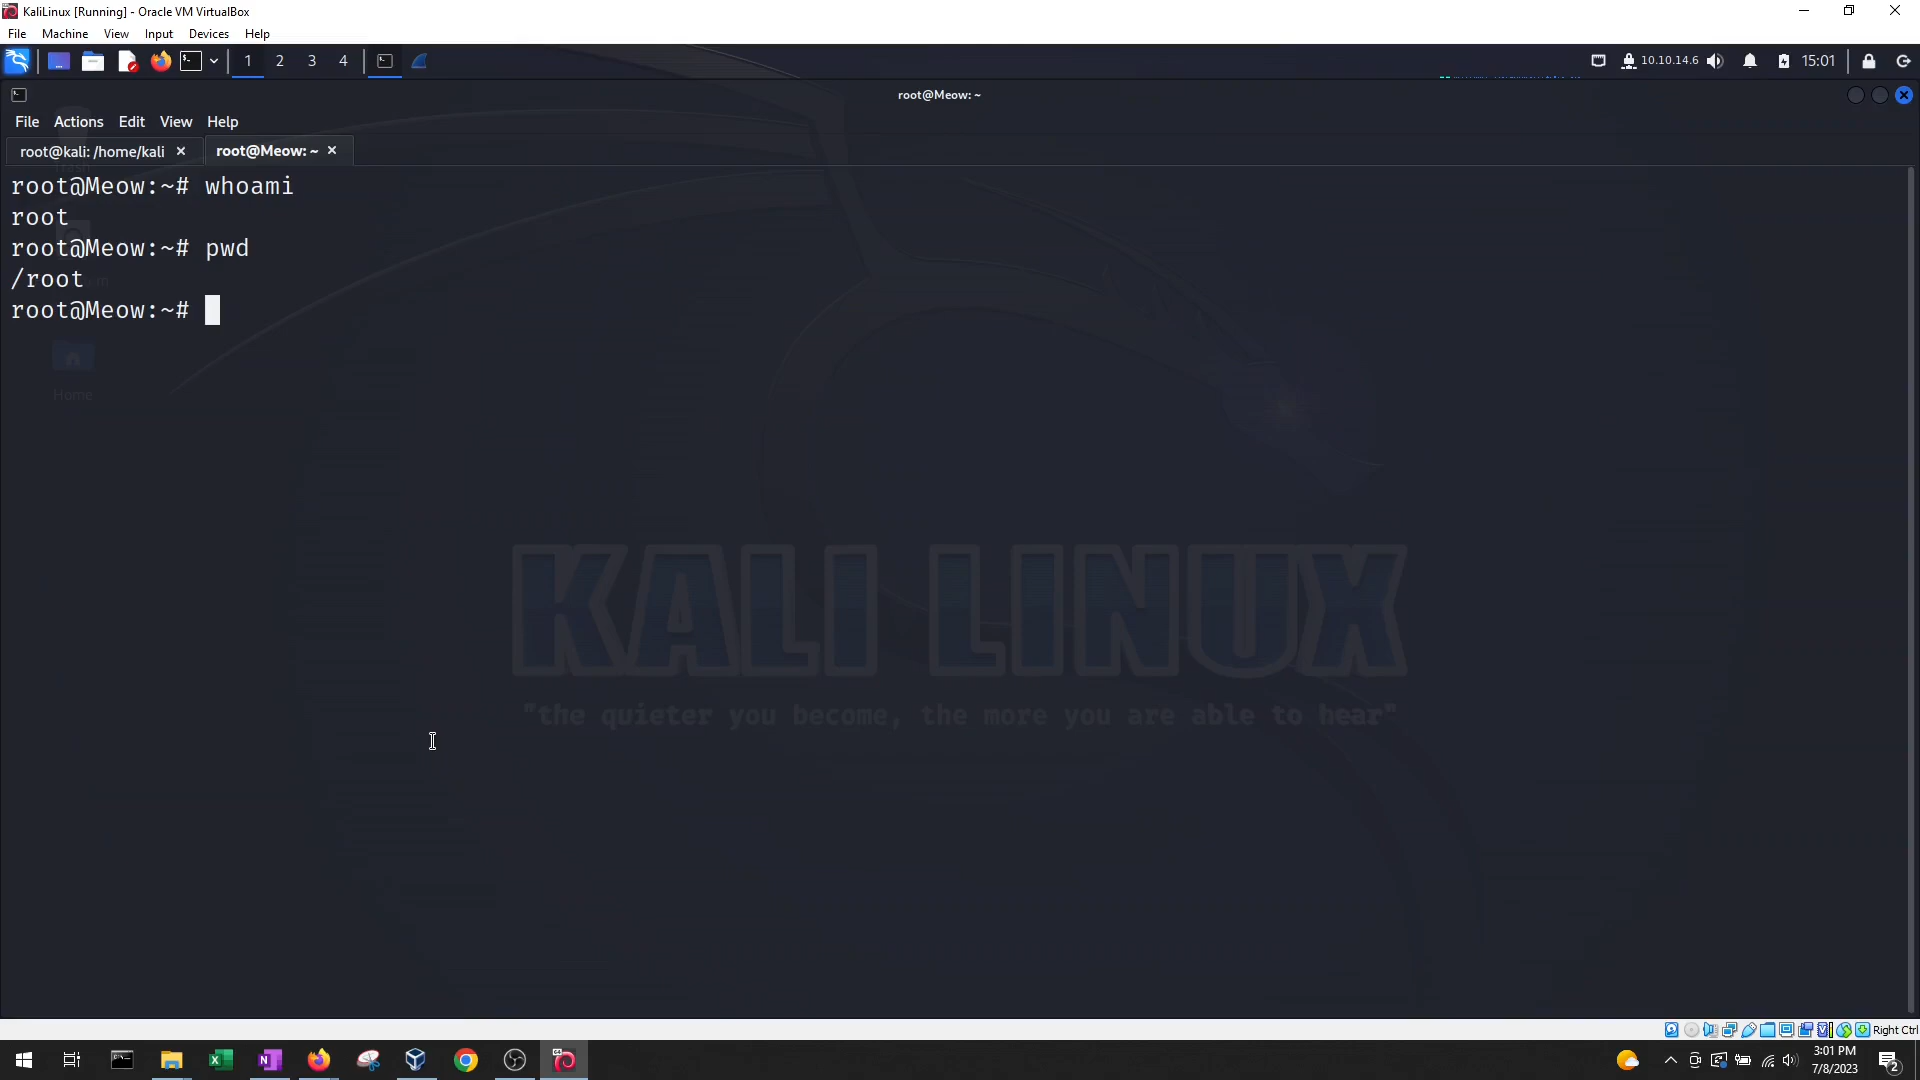 KaliLinux [Running] - Oracle VM VirtualBox
File Machine View Input Devices Help
1 2 3 4
10.10.14.6
15:01
root@Meow: ~
File Actions Edit View Help
root@kali: /home/kali
root@Meow: ~
root@Meow:~# whoami
root
root@Meow:~# pwd
/root
root@Meow:~#
Home
KALI LINUX
"the quieter you become, the more you are able to hear"
Right Ctrl
3:01 PM
7/8/2023
2